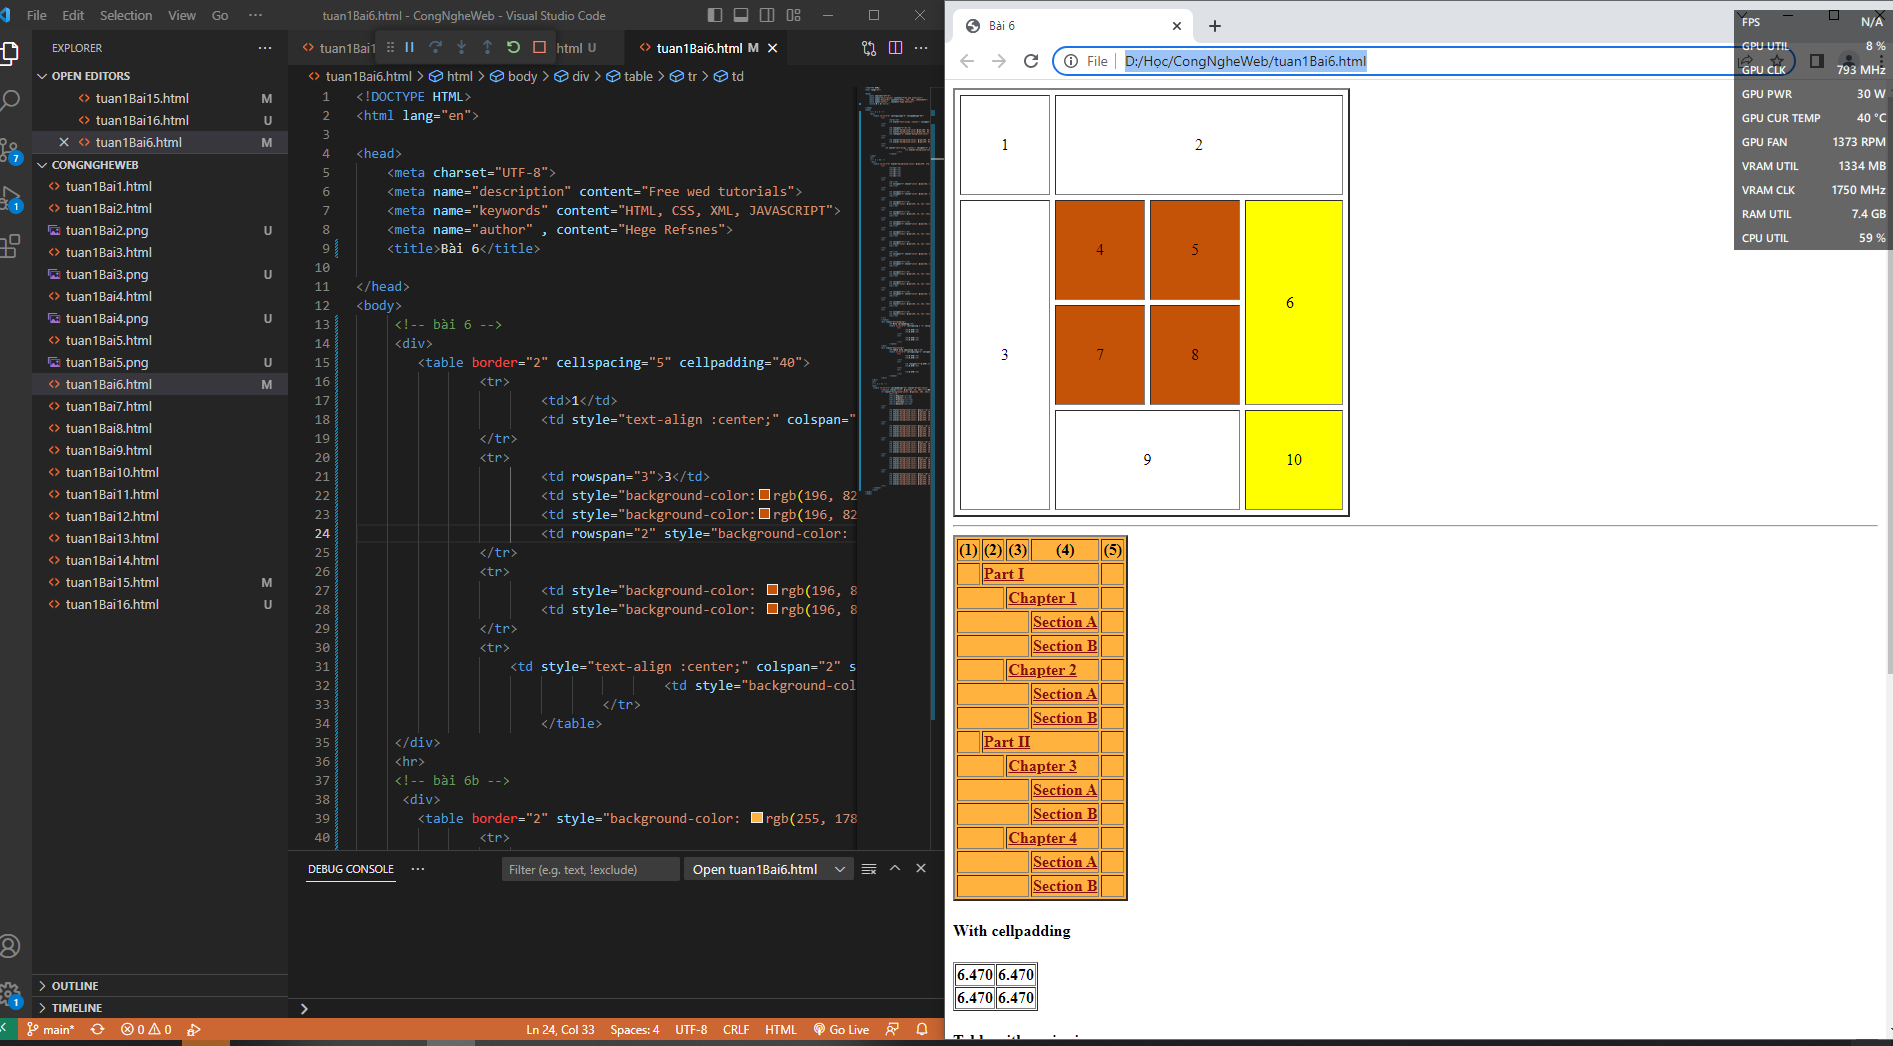 File Edit Selection View Go ··· tuan1Bai6.html - CongNgheWeb - Visual Studio Code
EXPLORER
OPEN EDITORS
tuan1Bai15.html M
tuan1Bai16.html U
tuan1Bai6.html M
CONGNGHEWEB
tuan1Bai1.html
tuan1Bai2.html
tuan1Bai2.png U
tuan1Bai3.html
tuan1Bai3.png U
tuan1Bai4.html
tuan1Bai4.png U
tuan1Bai5.html
tuan1Bai5.png U
tuan1Bai6.html M
tuan1Bai7.html
tuan1Bai8.html
tuan1Bai9.html
tuan1Bai10.html
tuan1Bai11.html
tuan1Bai12.html
tuan1Bai13.html
tuan1Bai14.html
tuan1Bai15.html M
tuan1Bai16.html U
OUTLINE
TIMELINE
7
1
1
tuan1Bai1 html U tuan1Bai6.html M
tuan1Bai6.html > html > body > div > table > tr > td
1 <!DOCTYPE HTML>
2 <html lang="en">
3
4 <head>
5 <meta charset="UTF-8">
6 <meta name="description" content="Free wed tutorials">
7 <meta name="keywords" content="HTML, CSS, XML, JAVASCRIPT">
8 <meta name="author" , content="Hege Refsnes">
9 <title>Bài 6</title>
10
11 </head>
12 <body>
13 <!-- bài 6 -->
14 <div>
15 <table border="2" cellspacing="5" cellpadding="40">
16 <tr>
17 <td>1</td>
18 <td style="text-align :center;" colspan="
19 </tr>
20 <tr>
21 <td rowspan="3">3</td>
22 <td style="background-color: rgb(196, 82
23 <td style="background-color: rgb(196, 82
24 <td rowspan="2" style="background-color:
25 </tr>
26 <tr>
27 <td style="background-color: rgb(196, 8
28 <td style="background-color: rgb(196, 8
29 </tr>
30 <tr>
31 <td style="text-align :center;" colspan="2" s
32 <td style="background-col
33 </tr>
34 </table>
35 </div>
36 <hr>
37 <!-- bài 6b -->
38 <div>
39 <table border="2" style="background-color: rgb(255, 178
40 <tr>
DEBUG CONSOLE ··· Filter (e.g. text, !exclude) Open tuan1Bai6.html
main* 0 0 Ln 24, Col 33 Spaces: 4 UTF-8 CRLF HTML Go Live
Bài 6
File D:/Học/CongNgheWeb/tuan1Bai6.html
FPS N/A
GPU UTIL 8 %
GPU CLK 793 MHz
GPU PWR 30 W
GPU CUR TEMP 40 °C
GPU FAN 1373 RPM
VRAM UTIL 1334 MB
VRAM CLK 1750 MHz
RAM UTIL 7.4 GB
CPU UTIL 59 %
1 2
4 5
6
3 7 8
9 10
(1) (2) (3) (4) (5)
Part I
Chapter 1
Section A
Section B
Chapter 2
Section A
Section B
Part II
Chapter 3
Section A
Section B
Chapter 4
Section A
Section B
With cellpadding
6.470 6.470
6.470 6.470